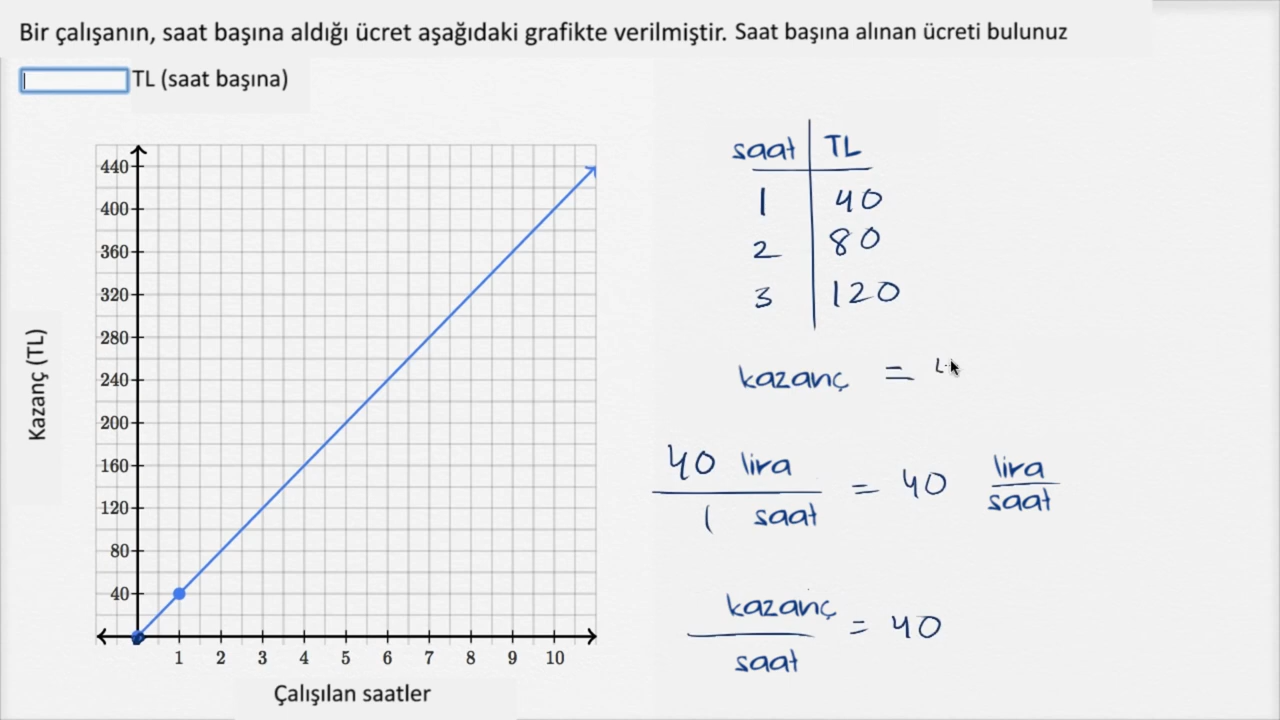 Bir çalışanın, saat başına aldığı ücret aşağıdaki grafikte verilmiştir. Saat başına alınan ücreti bulunuz
TL (saat başına)
Kazanç (TL)
440
400
360
320
280
240
200
160
120
80
40
1 2 3 4 5 6 7 8 9 10
Çalışılan saatler
saat TL
1 40
2 80
3 120
kazanç =
40 lira
1 saat
= 40 lira
saat
kazanç
saat
= 40